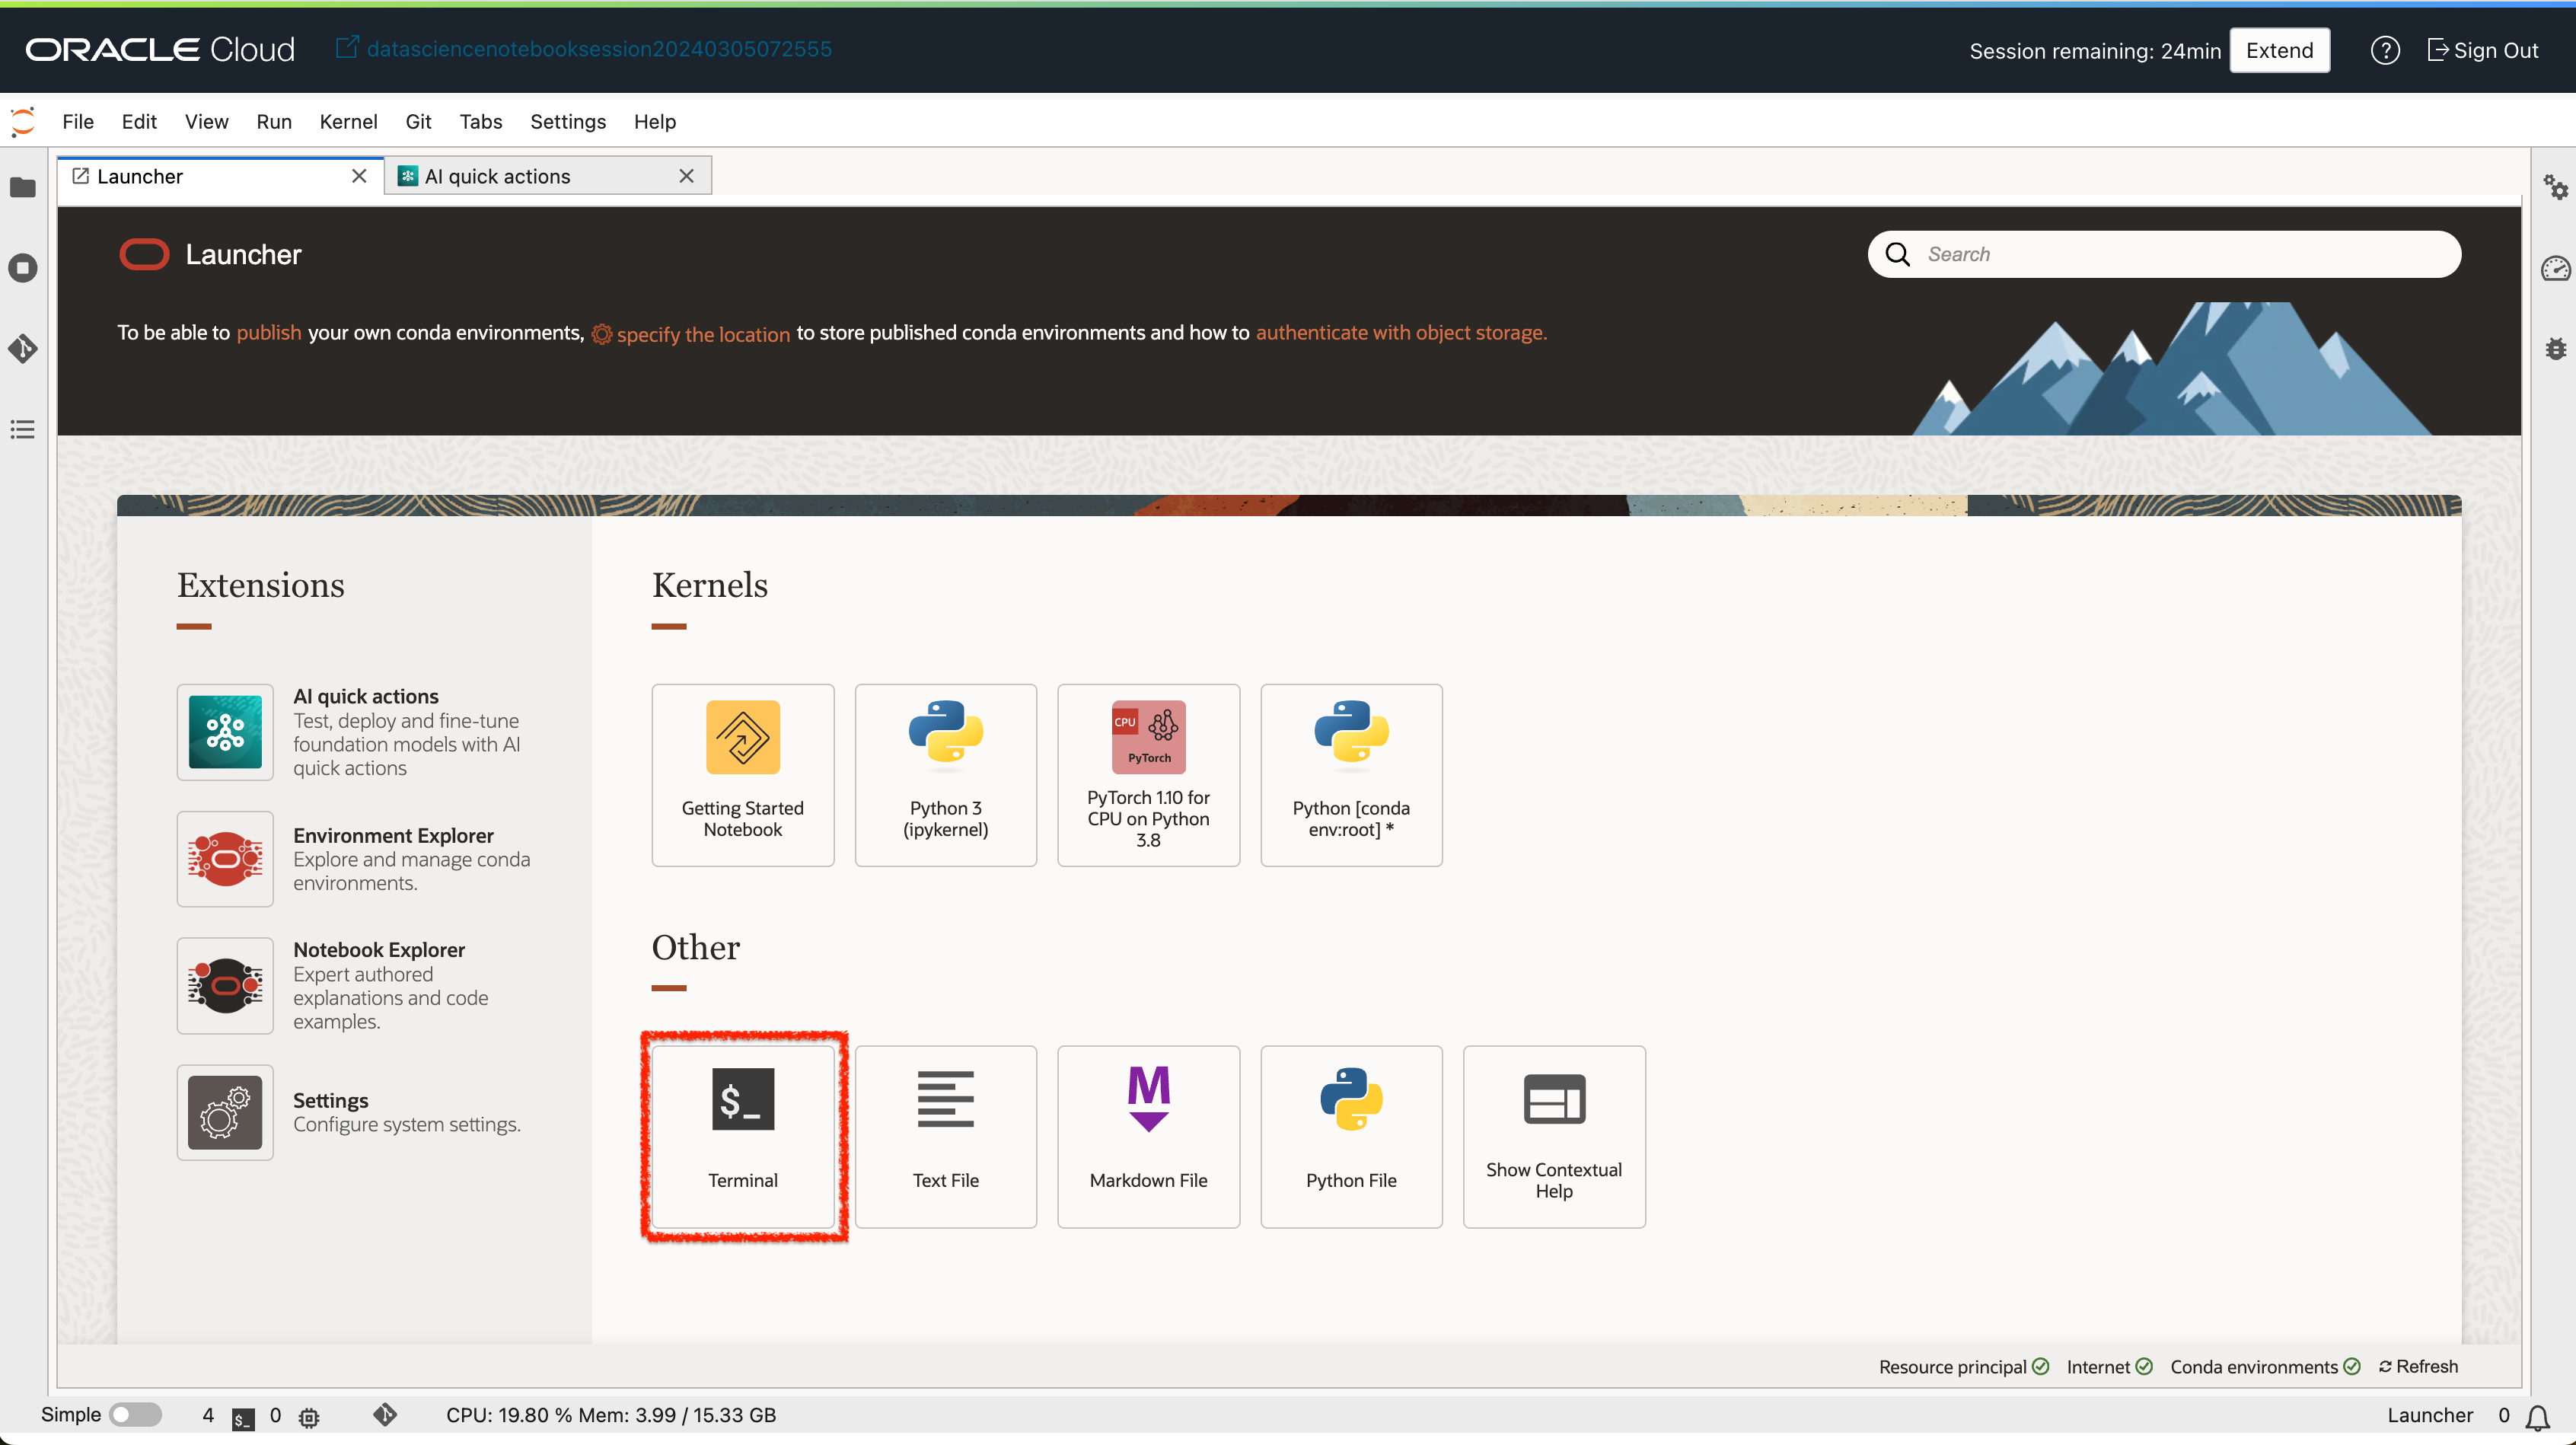 ORACLE Cloud datasciencenotebooksession20240305072555 Session remaining: 24min Extend ? Sign Out
File Edit View Run Kernel Git Tabs Settings Help
Launcher AI quick actions
Launcher Search
To be able to publish your own conda environments, specify the location to store published conda environments and how to authenticate with object storage.
Extensions
AI quick actions
Test, deploy and fine-tune
foundation models with AI
quick actions
Environment Explorer
Explore and manage conda
environments.
Notebook Explorer
Expert authored
explanations and code
examples.
Settings
Configure system settings.
Kernels
Getting Started
Notebook
Python 3
(ipykernel)
CPU
PyTorch
PyTorch 1.10 for
CPU on Python
3.8
Python [conda
env:root] *
Other
$_
Terminal
Text File
M
Markdown File
Python File
Show Contextual
Help
Resource principal Internet Conda environments Refresh
Simple 4 $_ 0 CPU: 19.80 % Mem: 3.99 / 15.33 GB Launcher 0